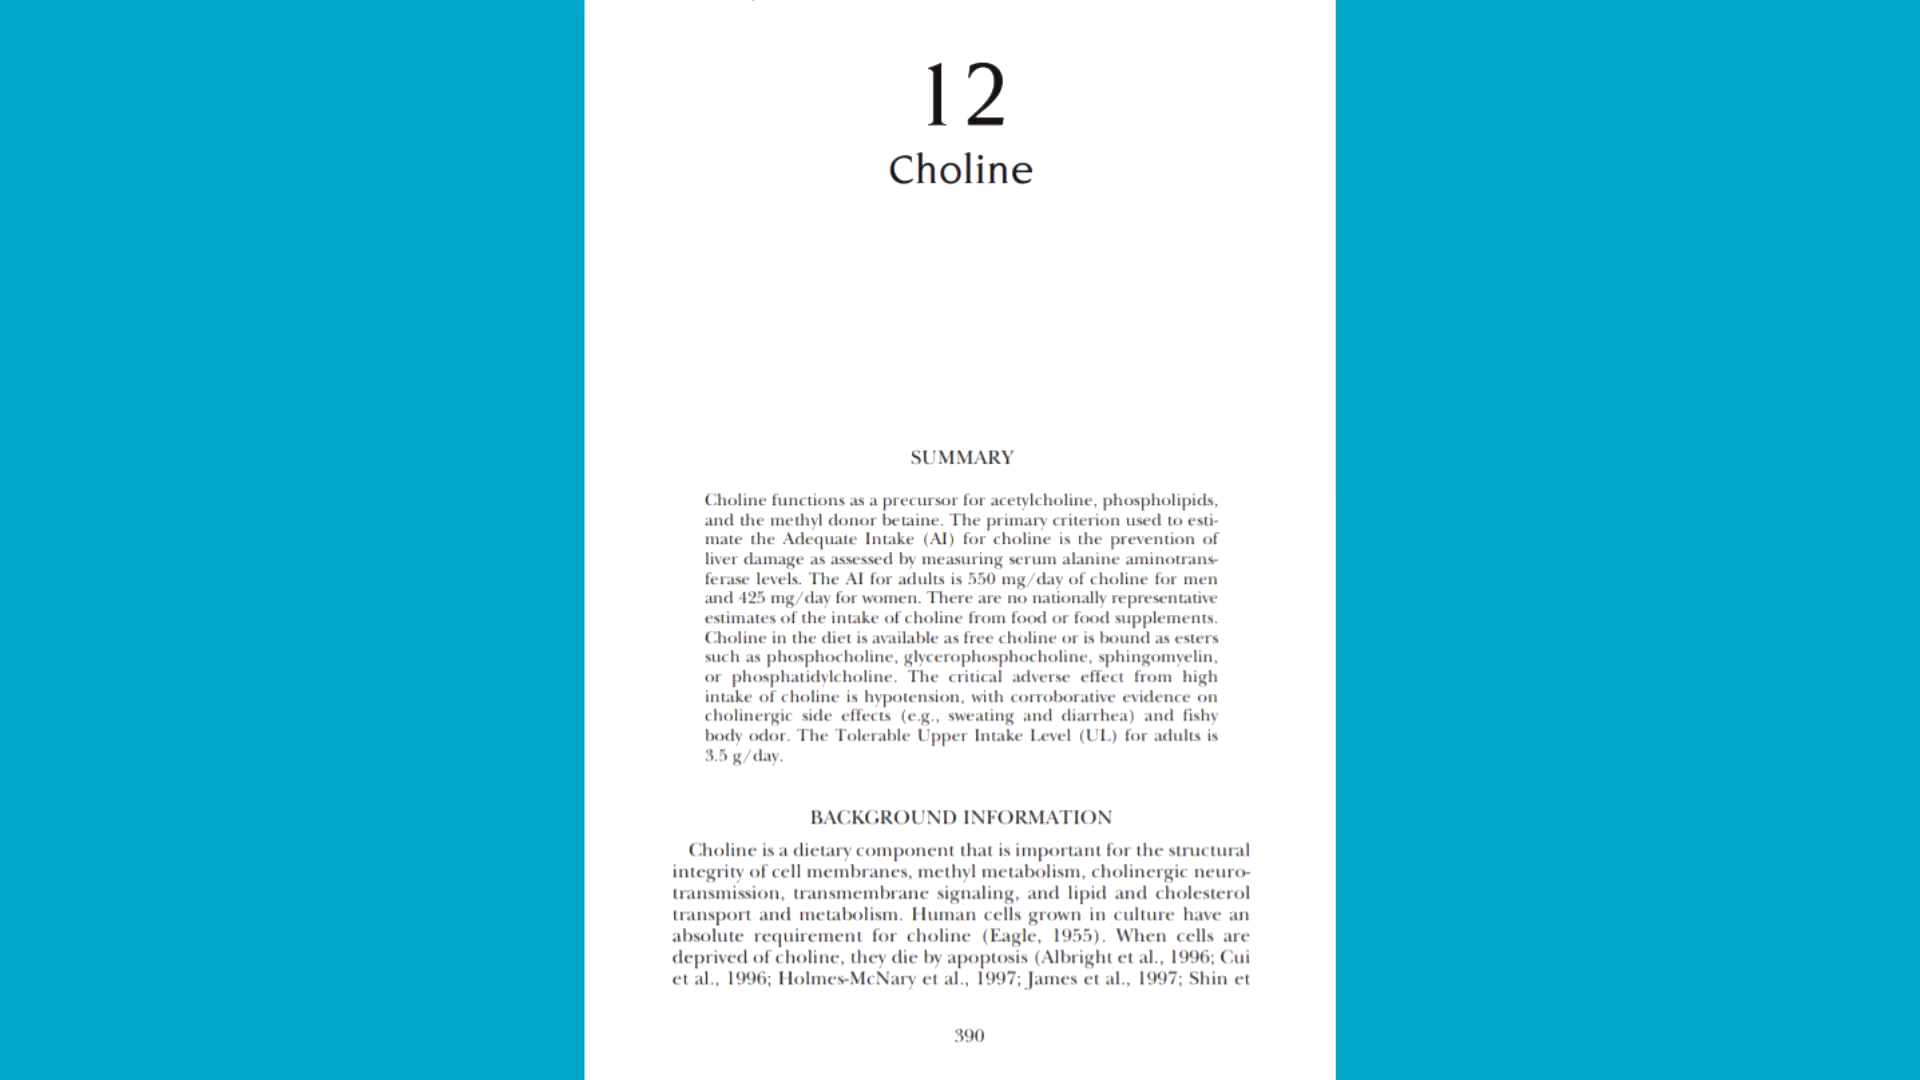 12
Choline
SUMMARY
Choline functions as a precursor for acetylcholine, phospholipids,
and the methyl donor betaine. The primary criterion used to esti-
mate the Adequate Intake (AI) for choline is the prevention of
liver damage as assessed by measuring serum alanine aminotrans-
ferase levels. The AI for adults is 550 mg/day of choline for men
and 425 mg/day for women. There are no nationally representative
estimates of the intake of choline from food or food supplements.
Choline in the diet is available as free choline or is bound as esters
such as phosphocholine, glycerophosphocholine, sphingomyelin,
or phosphatidylcholine. The critical adverse effect from high
intake of choline is hypotension, with corroborative evidence on
cholinergic side effects (e.g., sweating and diarrhea) and fishy
body odor. The Tolerable Upper Intake Level (UL) for adults is
3.5 g/day.
BACKGROUND INFORMATION
Choline is a dietary component that is important for the structural
integrity of cell membranes, methyl metabolism, cholinergic neuro-
transmission, transmembrane signaling, and lipid and cholesterol
transport and metabolism. Human cells grown in culture have an
absolute requirement for choline (Eagle, 1955). When cells are
deprived of choline, they die by apoptosis (Albright et al., 1996; Cui
et al., 1996; Holmes-McNary et al., 1997; James et al., 1997; Shin et
390